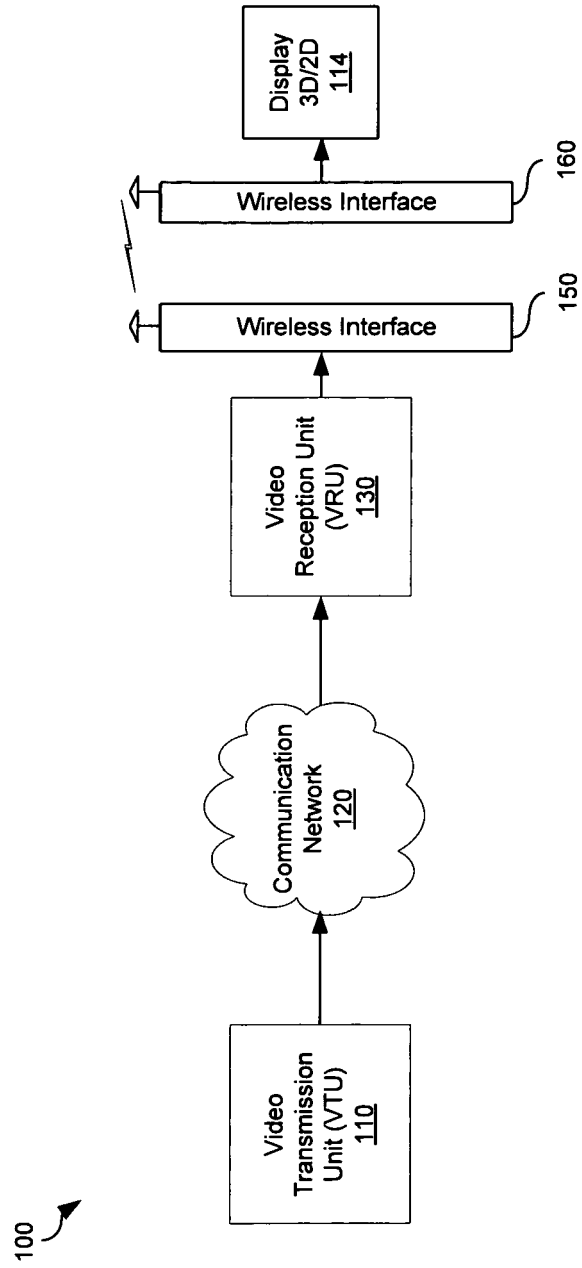 100
Video
Transmission
Unit (VTU)
110
Communication
Network
120
Video
Reception Unit
(VRU)
130
Wireless Interface
150
Wireless Interface
160
Display
3D/2D
114